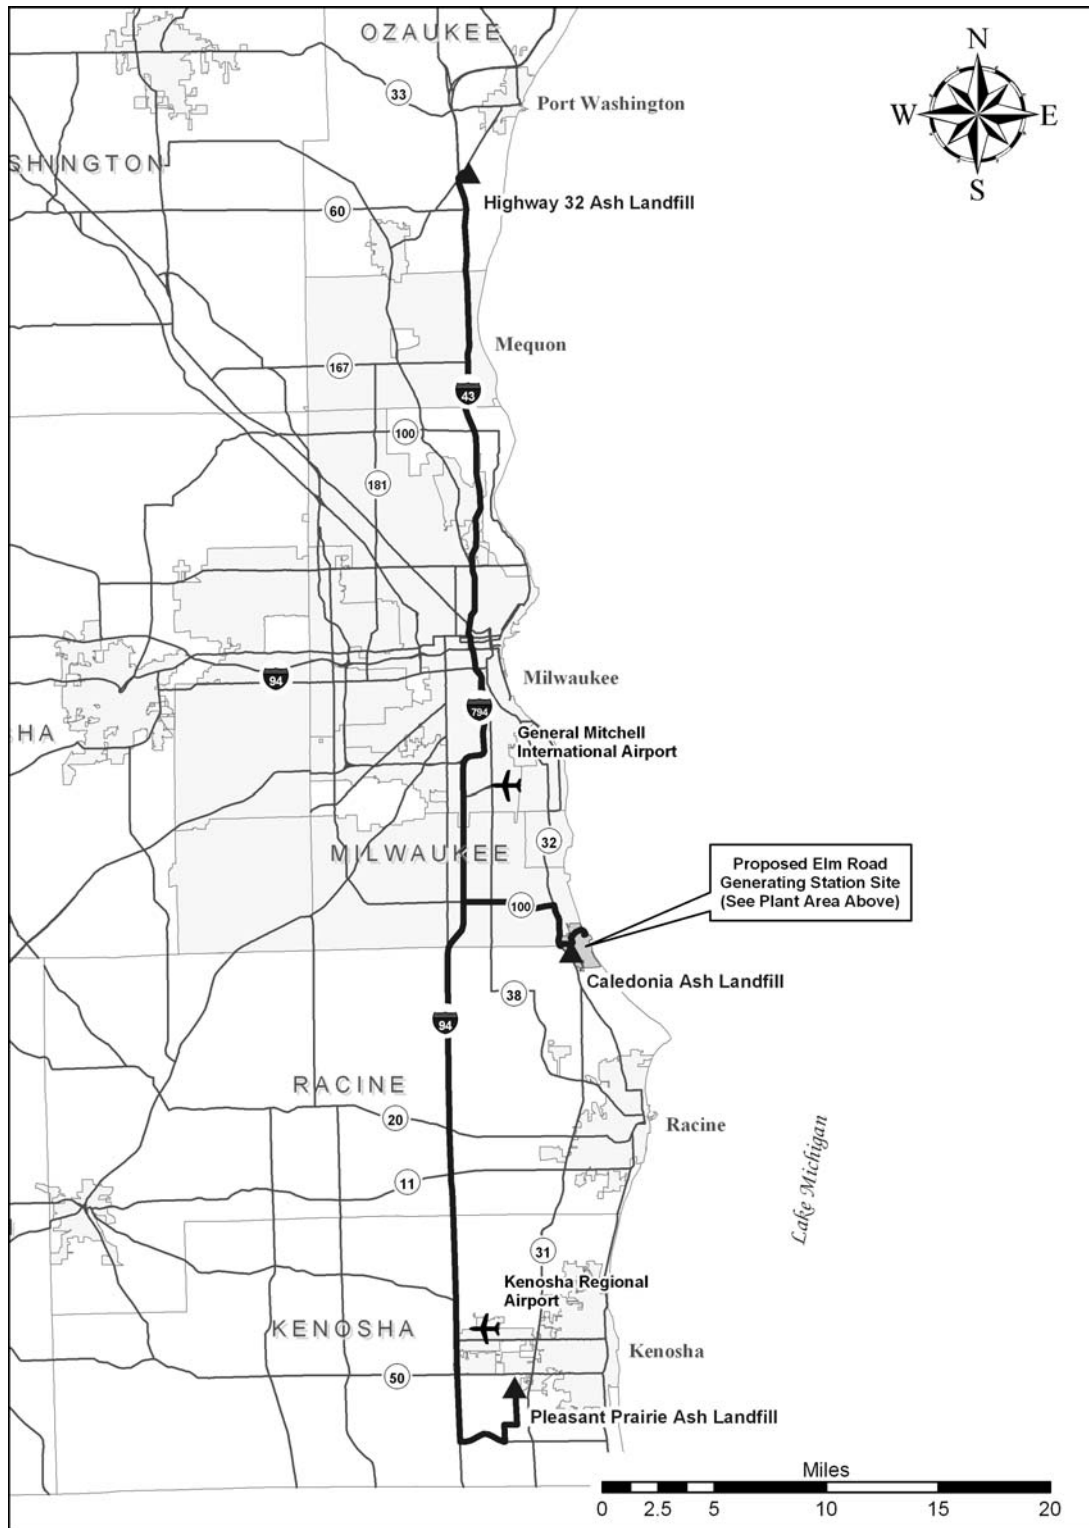 OZAUKEE
N
33
Port Washington
W
E
SHINGTON
S
60
Highway 32 Ash Landfill
Mequon
167
43
100
181
94
Milwaukee
HA
794
General Mitchell
International Airport
MILWAUKEE
32
Proposed Elm Road
Generating Station Site
(See Plant Area Above)
100
Caledonia Ash Landfill
38
94
RACINE
20
Racine
Lake Michigan
11
31
Kenosha Regional
Airport
KENOSHA
Kenosha
50
Pleasant Prairie Ash Landfill
Miles
0 2.5 5 10 15 20